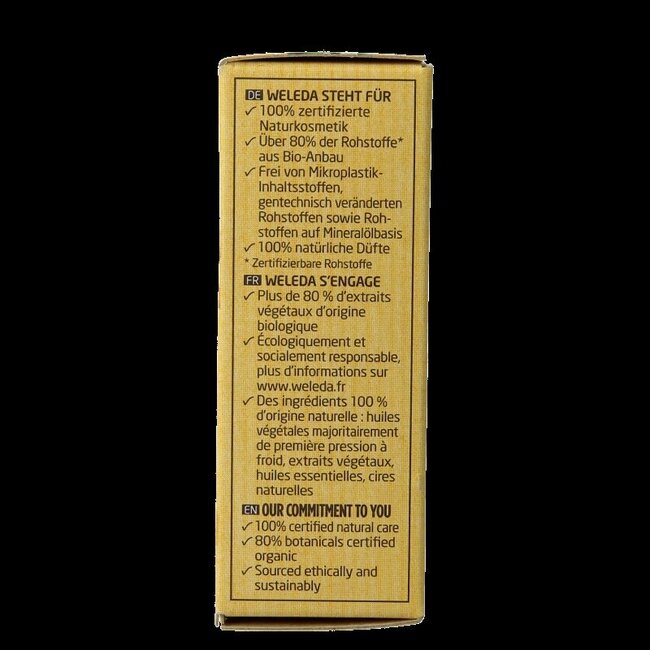 DE WELEDA STEHT FÜR
✓ 100% zertifizierte
Naturkosmetik
✓ Über 80% der Rohstoffe*
aus Bio-Anbau
✓ Frei von Mikroplastik-
Inhaltsstoffen,
gentechnisch veränderten
Rohstoffen sowie Roh-
stoffen auf Mineralölbasis
✓ 100% natürliche Düfte
* Zertifizierbare Rohstoffe
FR WELEDA S'ENGAGE
✓ Plus de 80 % d'extraits
végétaux d'origine
biologique
✓ Écologiquement et
socialement responsable,
plus d'informations sur
www.weleda.fr
✓ Des ingrédients 100 %
d'origine naturelle : huiles
végétales majoritairement
de première pression à
froid, extraits végétaux,
huiles essentielles, cires
naturelles
EN OUR COMMITMENT TO YOU
✓ 100% certified natural care
✓ 80% botanicals certified
organic
✓ Sourced ethically and
sustainably